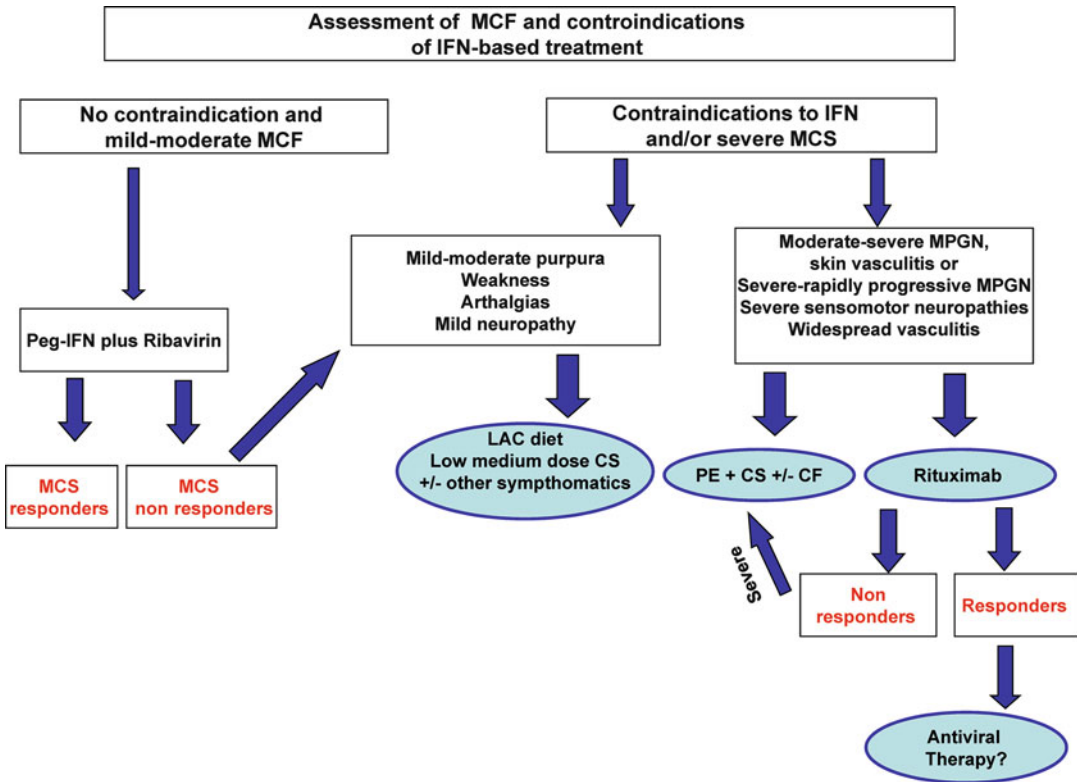 Assessment of MCF and controindications
of IFN-based treatment
No contraindication and
mild-moderate MCF
Contraindications to IFN
and/or severe MCS
Mild-moderate purpura
Weakness
Arthalgias
Mild neuropathy
Moderate-severe MPGN,
skin vasculitis or
Severe-rapidly progressive MPGN
Severe sensomotor neuropathies
Widespread vasculitis
Peg-IFN plus Ribavirin
LAC diet
Low medium dose CS
+/- other sympthomatics
PE + CS +/- CF
Rituximab
MCS
responders
MCS
non responders
Severe
Non
responders
Responders
Antiviral
Therapy?